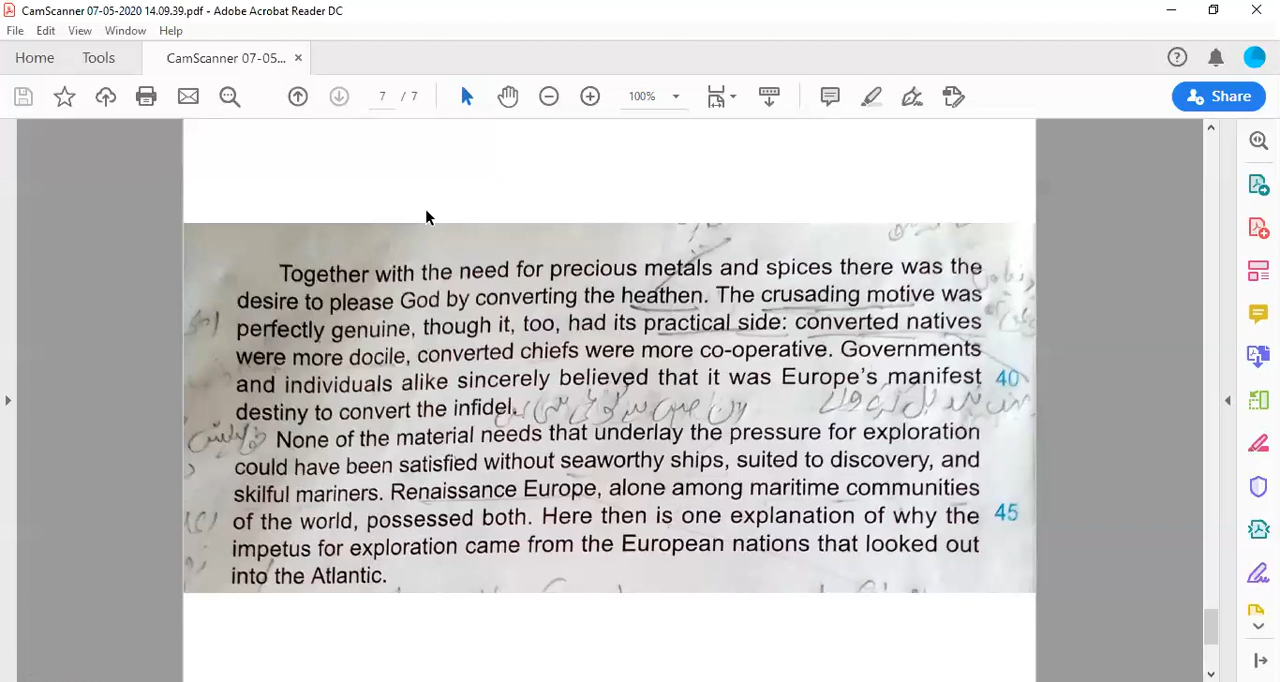 CamScanner 07-05-2020 14.09.39.pdf - Adobe Acrobat Reader DC
File Edit View Window Help
Home Tools CamScanner 07-05... ×
7 / 7 100% Share
Together with the need for precious metals and spices there was the
desire to please God by converting the heathen. The crusading motive was
perfectly genuine, though it, too, had its practical side: converted natives
were more docile, converted chiefs were more co-operative. Governments
and individuals alike sincerely believed that it was Europe's manifest 40
destiny to convert the infidel.
None of the material needs that underlay the pressure for exploration
could have been satisfied without seaworthy ships, suited to discovery, and
skilful mariners. Renaissance Europe, alone among maritime communities
of the world, possessed both. Here then is one explanation of why the 45
impetus for exploration came from the European nations that looked out
into the Atlantic.